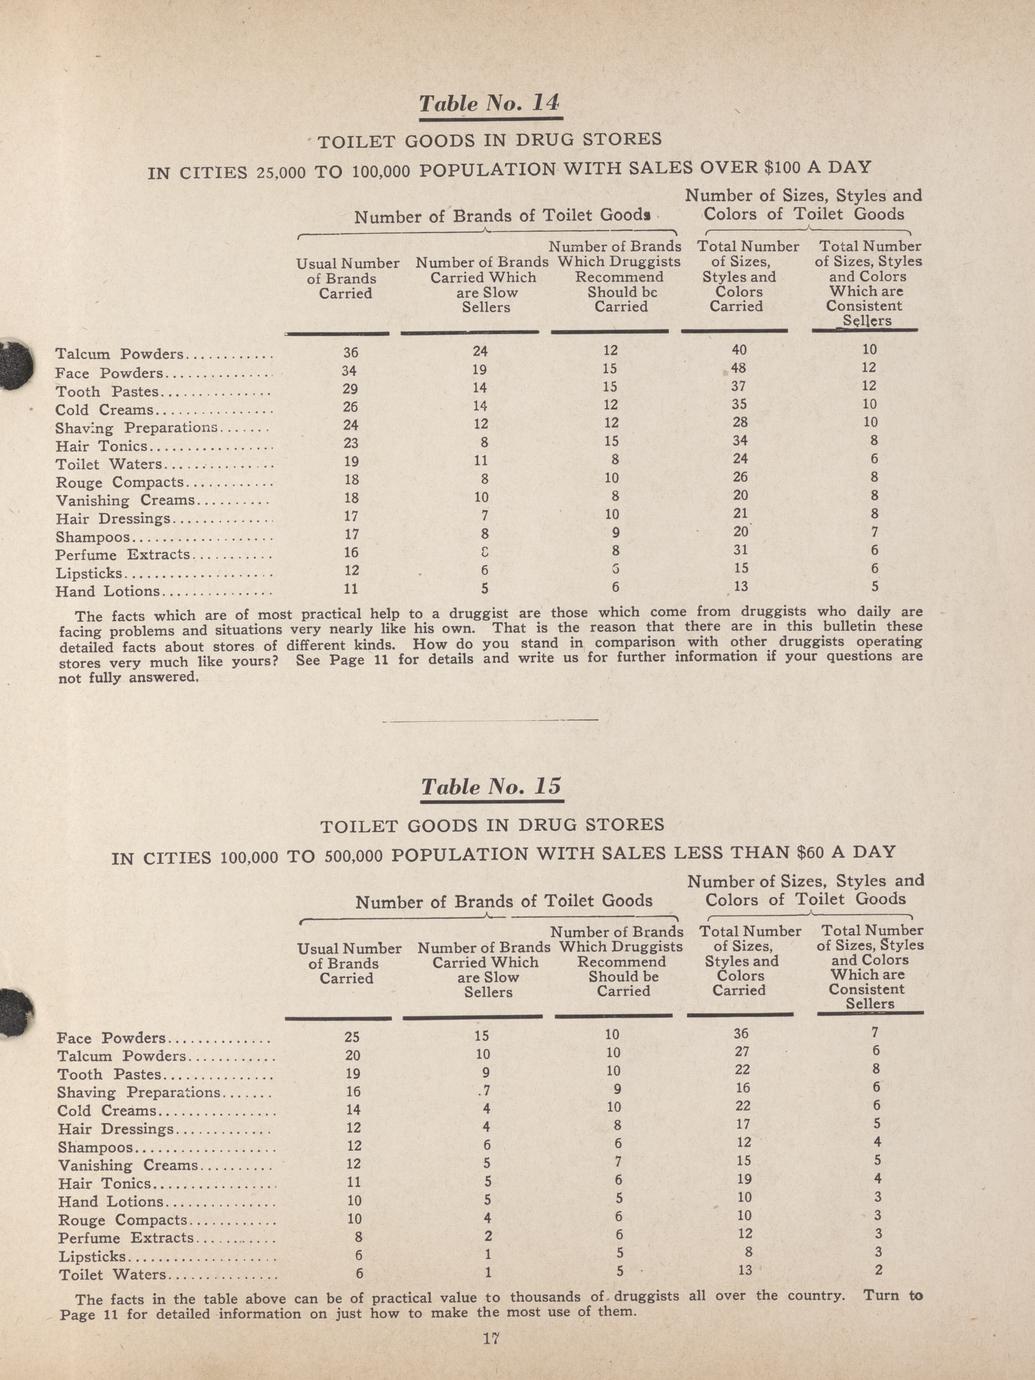 Table No. 14
TOILET GOODS IN DRUG STORES
IN CITIES 25,000 TO 100,000 POPULATION WITH SALES OVER $100 A DAY
Number of Brands of Toilet Goods
Number of Sizes, Styles and
Colors of Toilet Goods
Usual Number
of Brands
Carried
Number of Brands
Carried Which
are Slow
Sellers
Number of Brands
Which Druggists
Recommend
Should be
Carried
Total Number
of Sizes,
Styles and
Colors
Carried
Total Number
of Sizes, Styles
and Colors
Which are
Consistent
Sellers
Talcum Powders............ 36 24 12 40 10
Face Powders.............. 34 19 15 48 12
Tooth Pastes............... 29 14 15 37 12
Cold Creams................ 26 14 12 35 10
Shaving Preparations....... 24 12 12 28 10
Hair Tonics................. 23 8 15 34 8
Toilet Waters............... 19 11 8 24 6
Rouge Compacts............ 18 8 10 26 8
Vanishing Creams.......... 18 10 8 20 8
Hair Dressings.............. 17 7 10 21 8
Shampoos................... 17 8 9 20 7
Perfume Extracts........... 16 8 31 6
Lipsticks.................... 12 6 15 6
Hand Lotions............... 11 5 6 13 5
The facts which are of most practical help to a druggist are those which come from druggists who daily are
facing problems and situations very nearly like his own. That is the reason that there are in this bulletin these
detailed facts about stores of different kinds. How do you stand in comparison with other druggists operating
stores very much like yours? See Page 11 for details and write us for further information if your questions are
not fully answered.
Table No. 15
TOILET GOODS IN DRUG STORES
IN CITIES 100,000 TO 500,000 POPULATION WITH SALES LESS THAN $60 A DAY
Number of Brands of Toilet Goods
Number of Sizes, Styles and
Colors of Toilet Goods
Usual Number
of Brands
Carried
Number of Brands
Carried Which
are Slow
Sellers
Number of Brands
Which Druggists
Recommend
Should be
Carried
Total Number
of Sizes,
Styles and
Colors
Carried
Total Number
of Sizes, Styles
and Colors
Which are
Consistent
Sellers
Face Powders.............. 25 15 10 36 7
Talcum Powders............ 20 10 10 27 6
Tooth Pastes............... 19 9 10 22 8
Shaving Preparations....... 16 7 9 16 6
Cold Creams................ 14 4 10 22 6
Hair Dressings............. 12 4 8 17 5
Shampoos................... 12 6 6 12 4
Vanishing Creams.......... 12 5 7 15 5
Hair Tonics................. 11 5 6 19 4
Hand Lotions............... 10 5 5 10 3
Rouge Compacts............ 10 4 6 10 3
Perfume Extracts........... 8 2 6 12 3
Lipsticks.................... 6 1 5 8 3
Toilet Waters............... 6 1 5 13 2
The facts in the table above can be of practical value to thousands of druggists all over the country. Turn to
Page 11 for detailed information on just how to make the most use of them.
17